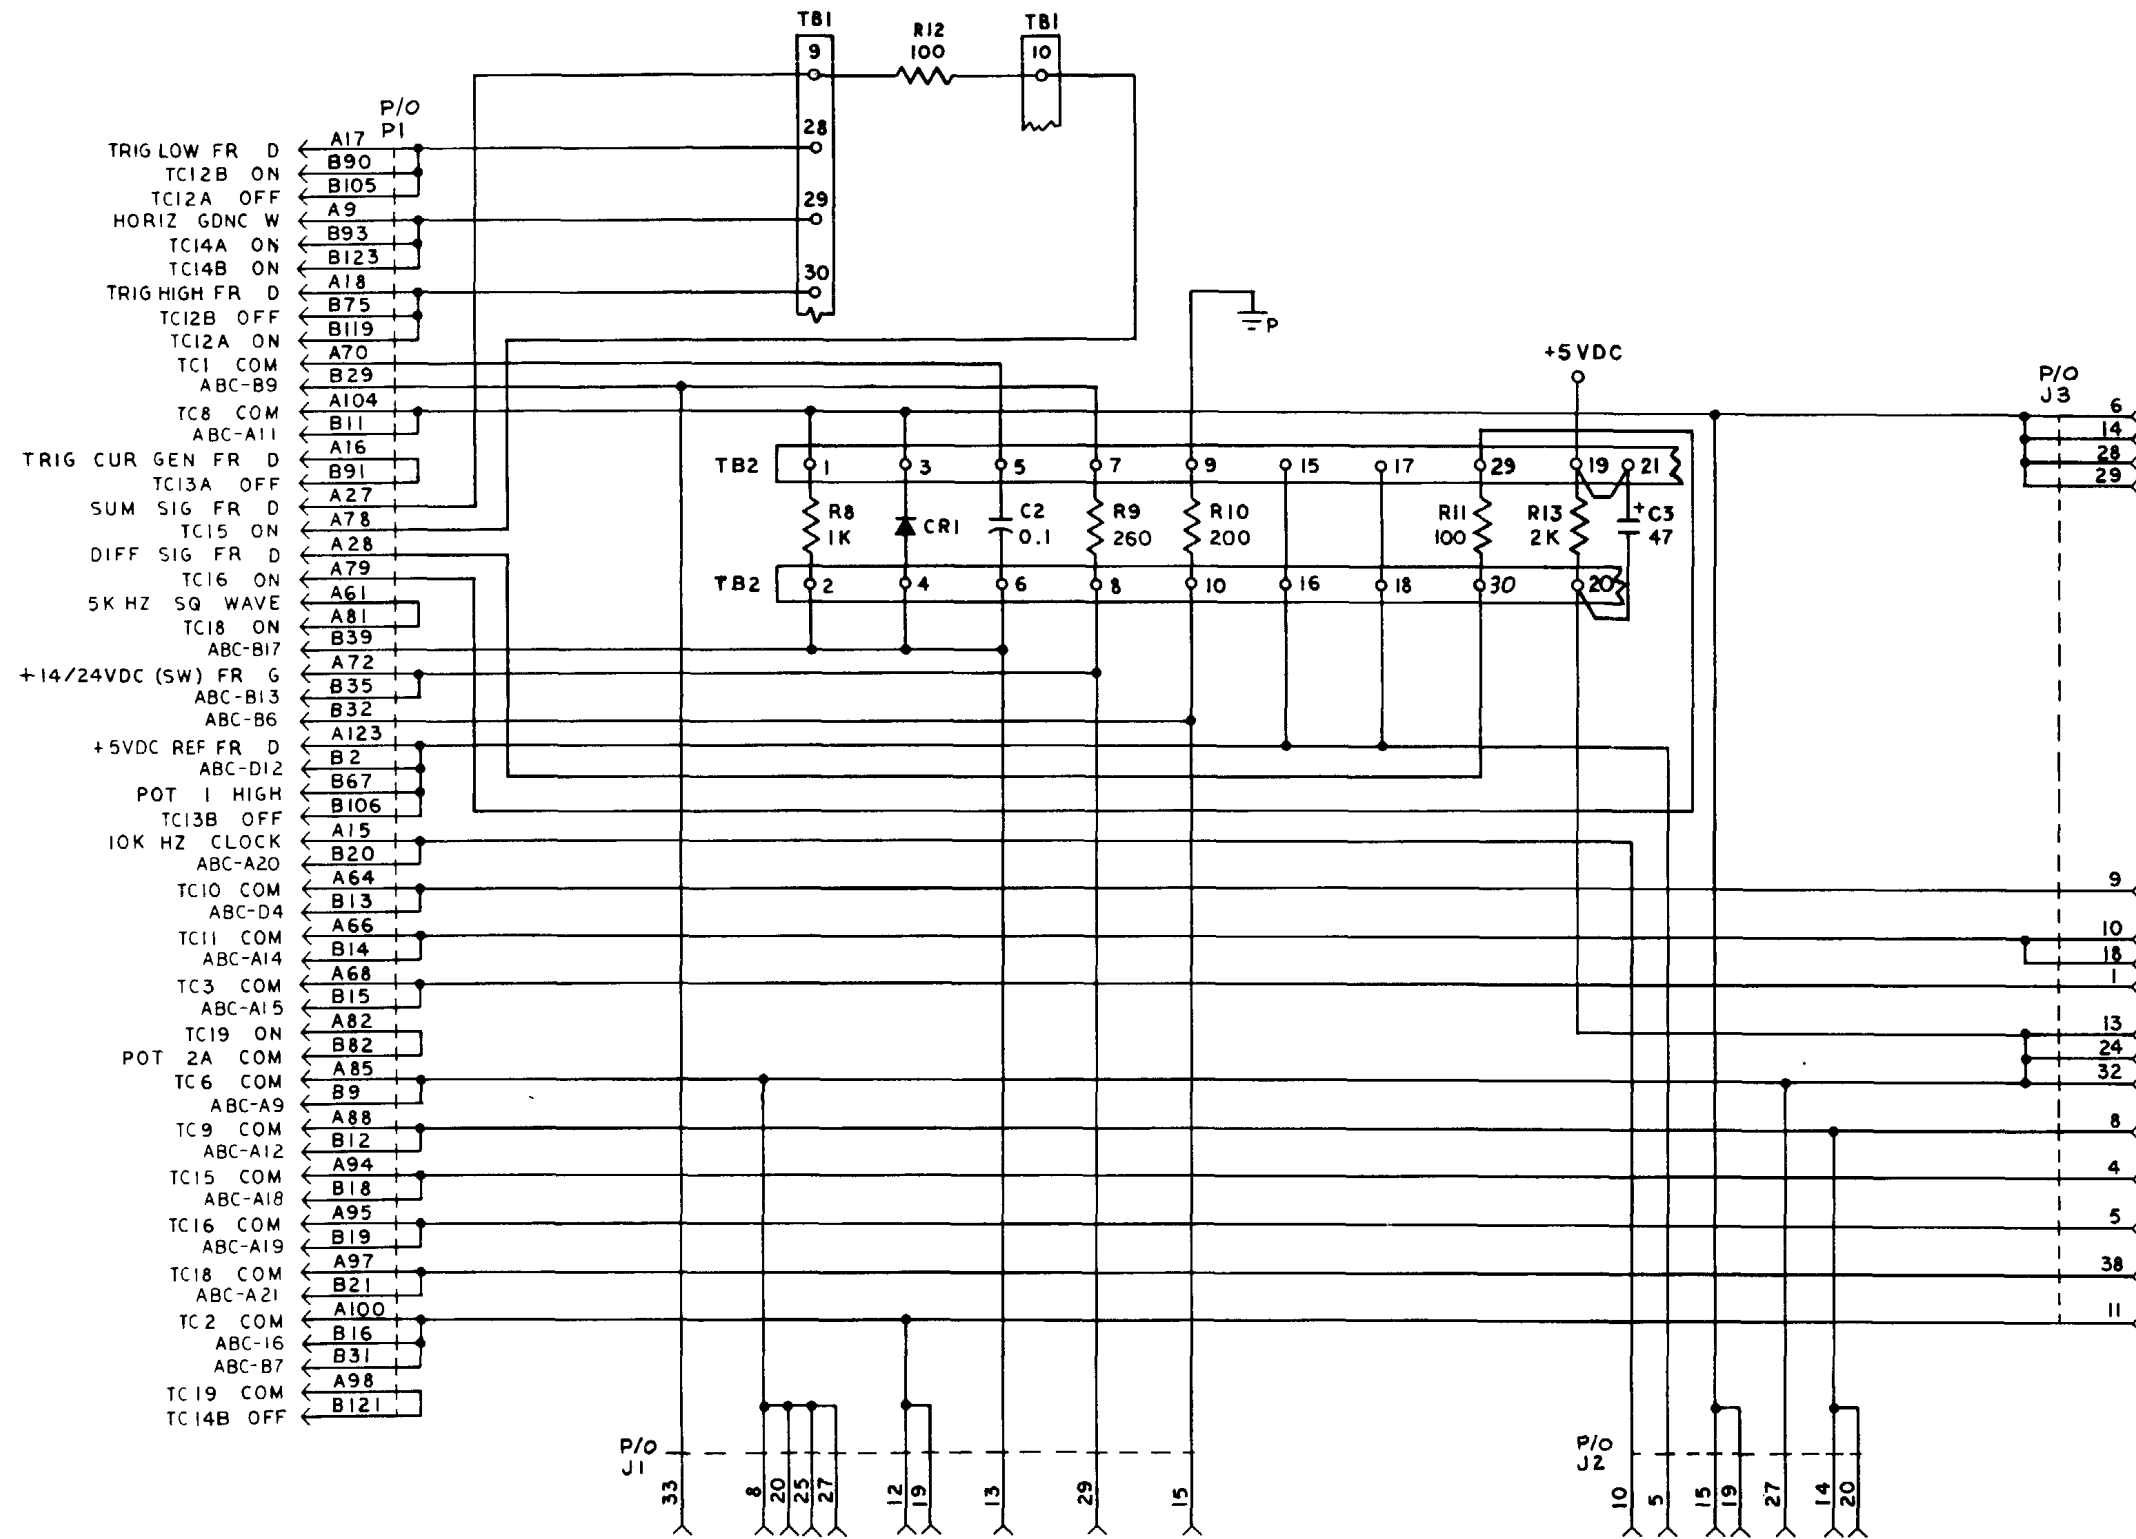 TB1
9
R12
100
TB1
10
28
29
30
P/O
P1
TRIG LOW FR D A17
TC12B ON B90
TC12A OFF B105
HORIZ GDNC W A9
TC14A ON B93
TC14B ON B123
TRIG HIGH FR D A18
TC12B OFF B75
TC12A ON B119
TC1 COM A70
ABC-B9 B29
TC8 COM A104
ABC-A11 B11
TRIG CUR GEN FR D A16
TC13A OFF B91
SUM SIG FR D A27
TC15 ON A78
DIFF SIG FR D A28
TC16 ON A79
5K HZ SQ WAVE A61
TC18 ON A81
ABC-B17 B39
+14/24VDC (SW) FR G A72
ABC-B13 B35
ABC-B6 B32
+5VDC REF FR D A123
ABC-D12 B2
POT 1 HIGH B67
TC13B OFF B106
10K HZ CLOCK A15
ABC-A20 B20
TC10 COM A64
ABC-D4 B13
TC11 COM A66
ABC-A14 B14
TC3 COM A68
ABC-A15 B15
TC19 ON A82
POT 2A COM B82
TC6 COM A85
ABC-A9 B9
TC9 COM A88
ABC-A12 B12
TC15 COM A94
ABC-A18 B18
TC16 COM A95
ABC-A19 B19
TC18 COM A97
ABC-A21 B21
TC2 COM A100
ABC-16 B16
ABC-B7 B31
TC19 COM A98
TC14B OFF B121
P
+5VDC
TB2 1 3 5 7 9 15 17 29 19 21
R8
1K
CR1
C2
0.1
R9
260
R10
200
R11
100
R13
2K
+C3
47
TB2 2 4 6 8 10 16 18 30 20
P/O
J3
6
14
28
29
9
10
18
1
13
24
32
8
4
5
38
11
P/O
J1
33 8 20 25 27 12 19 13 29 15
P/O
J2
10 5 15 19 27 14 20